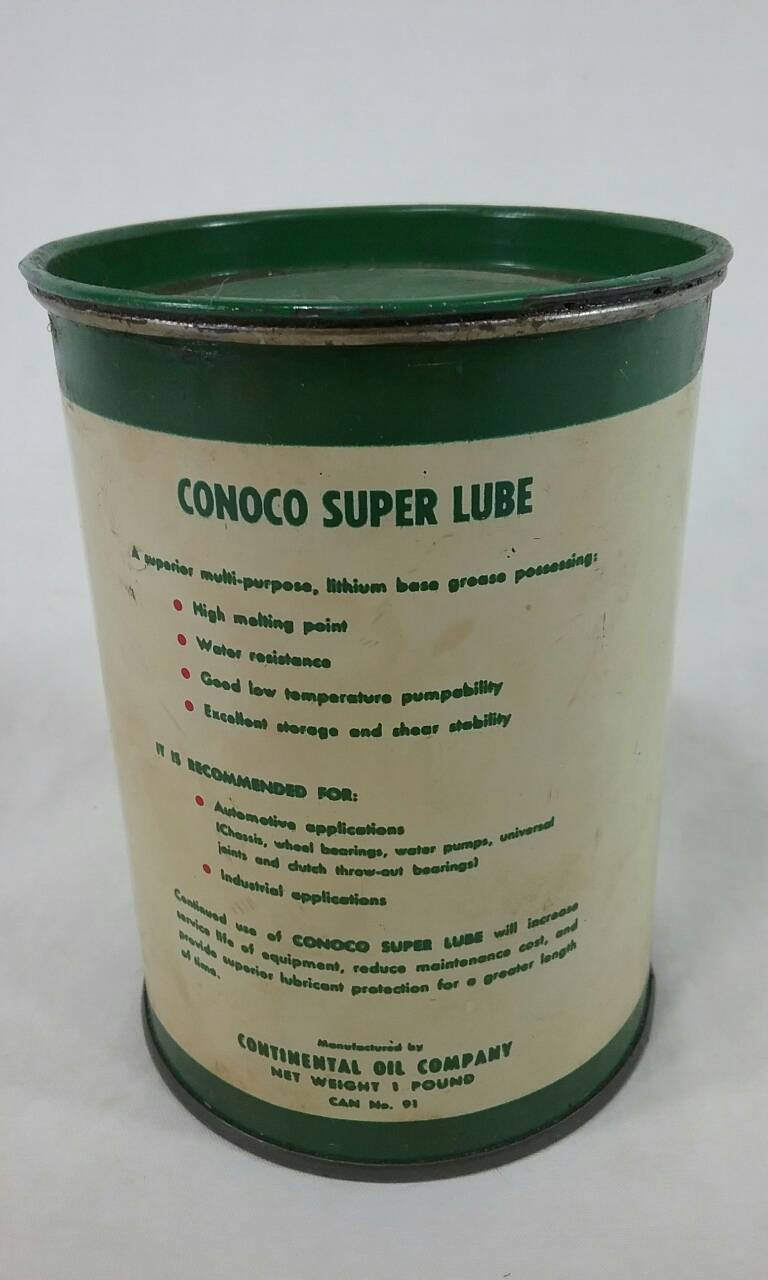 CONOCO SUPER LUBE
A superior multi-purpose, lithium base grease possessing:
• High melting point
• Water resistance
• Good low temperature pumpability
• Excellent storage and shear stability
IT IS RECOMMENDED FOR:
• Automotive applications
(Chassis, wheel bearings, water pumps, universal
joints and clutch throw-out bearings)
• Industrial applications
Continued use of CONOCO SUPER LUBE will increase
service life of equipment, reduce maintenance cost, and
provide superior lubricant protection for a greater length
of time.
Manufactured by
CONTINENTAL OIL COMPANY
NET WEIGHT 1 POUND
CAN No. 91